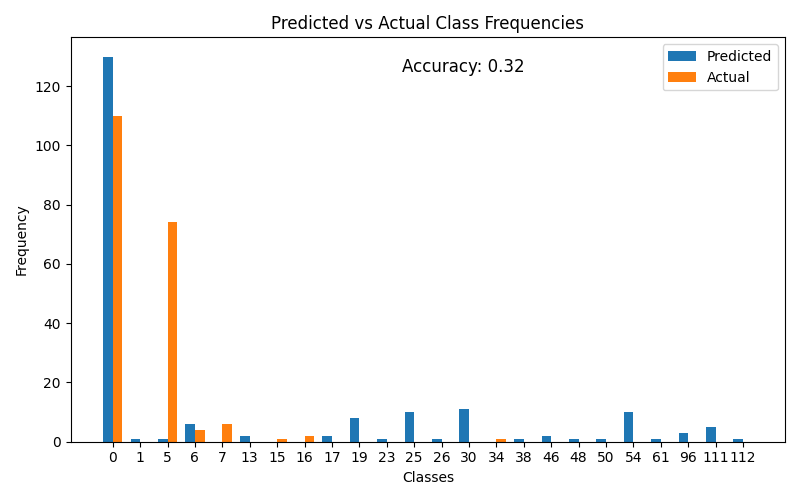 Predicted vs Actual Class Frequencies
Accuracy: 0.32
Predicted
Actual
Frequency
120
100
80
60
40
20
0
0 1 5 6 7 13 15 16 17 19 23 25 26 30 34 38 46 48 50 54 61 96 111 112
Classes